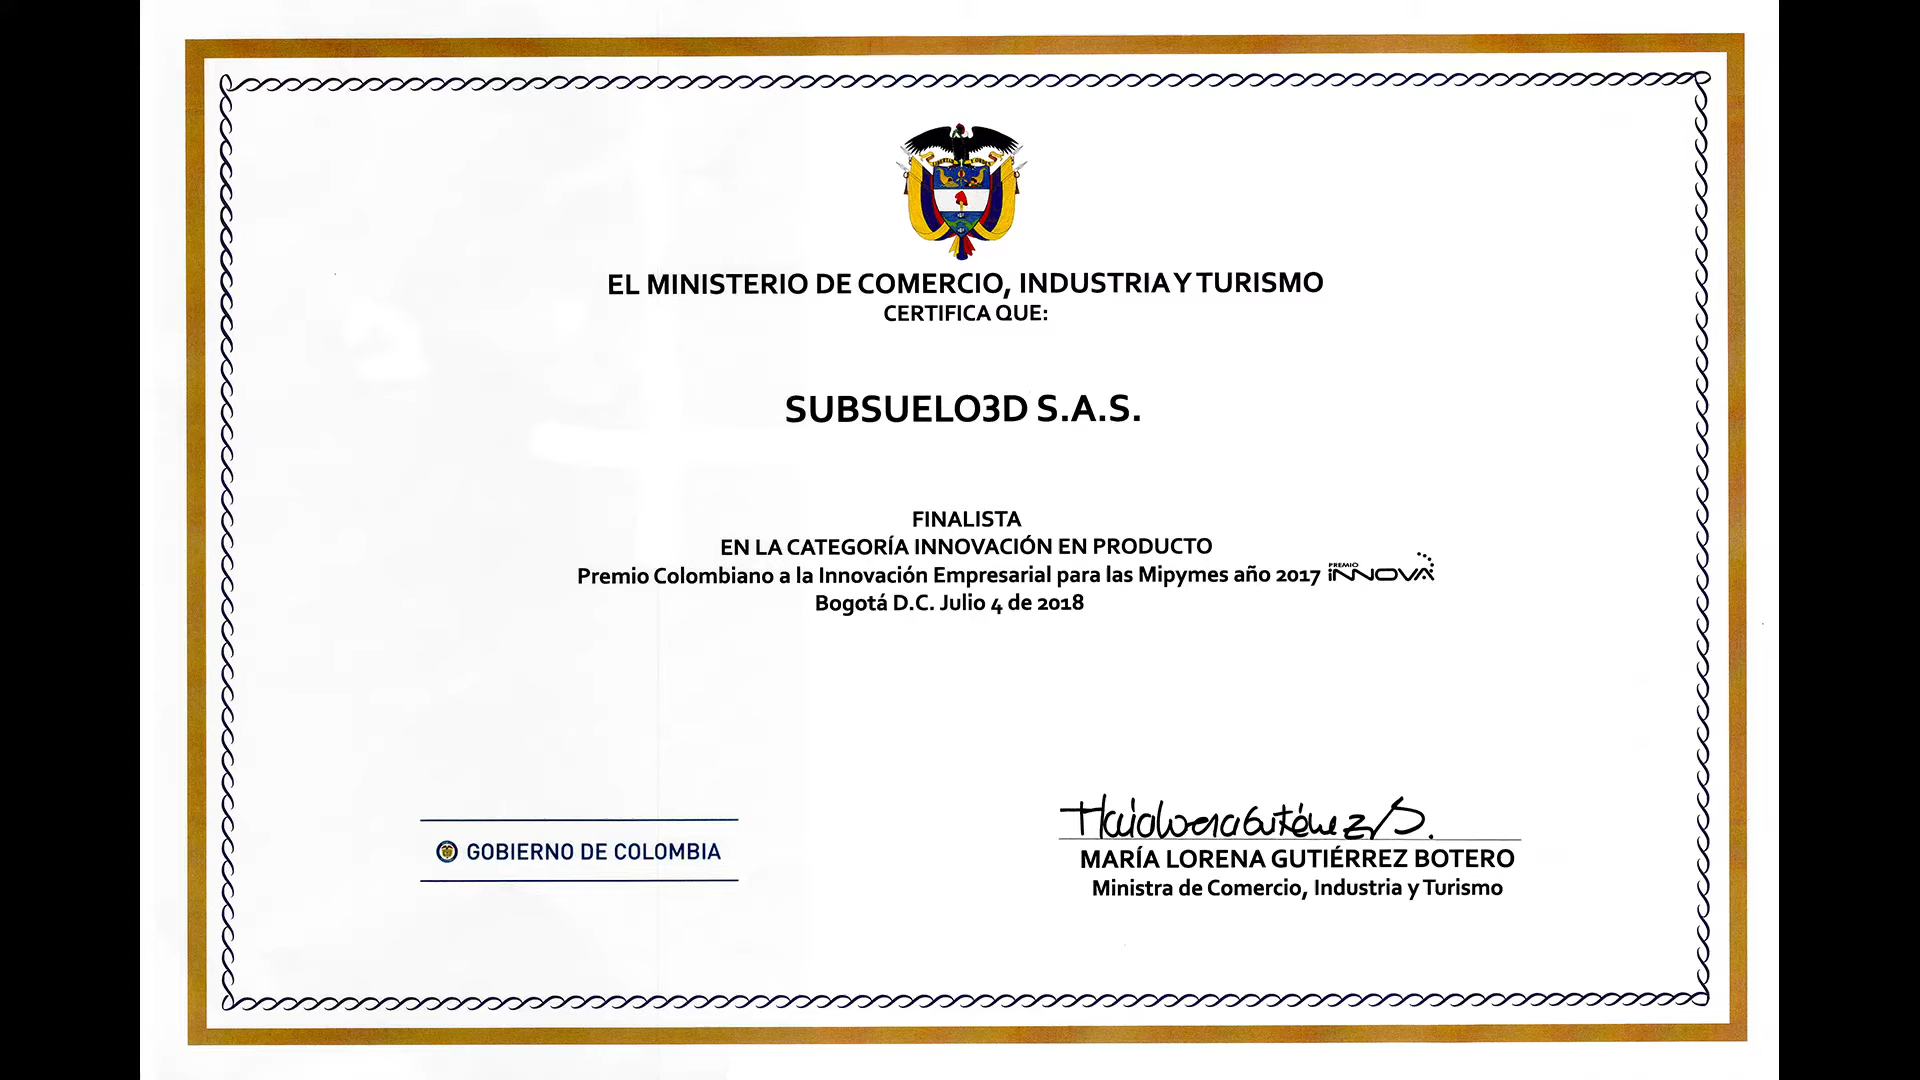 EL MINISTERIO DE COMERCIO, INDUSTRIA Y TURISMO
CERTIFICA QUE:
SUBSUELO3D S.A.S.
FINALISTA
EN LA CATEGORÍA INNOVACIÓN EN PRODUCTO
Premio Colombiano a la Innovación Empresarial para las Mipymes año 2017 PREMIO INNOVA
Bogotá D.C. Julio 4 de 2018
GOBIERNO DE COLOMBIA
MARÍA LORENA GUTIÉRREZ BOTERO
Ministra de Comercio, Industria y Turismo